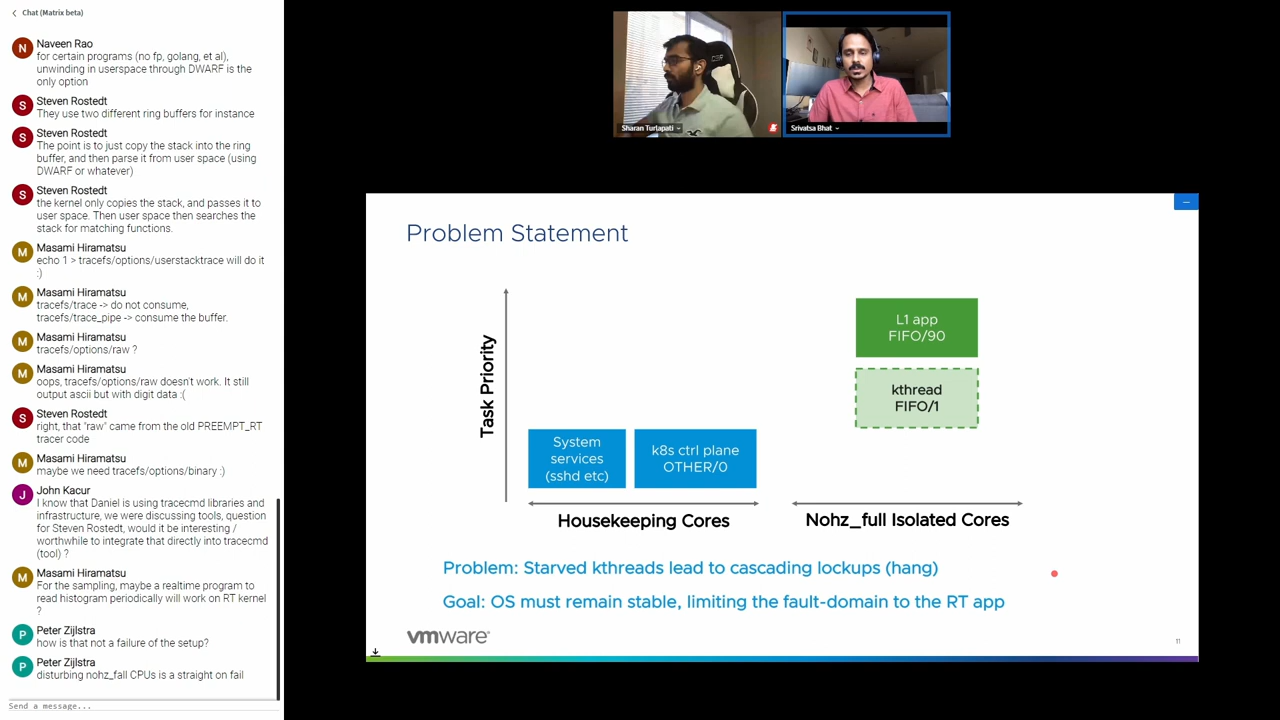 Chat (Matrix beta)
N
Naveen Rao
for certain programs (no fp, golang, et al),
unwinding in userspace through DWARF is the
only option
S
Steven Rostedt
They use two different ring buffers for instance
S
Steven Rostedt
The point is to just copy the stack into the ring
buffer, and then parse it from user space (using
DWARF or whatever)
S
Steven Rostedt
the kernel only copies the stack, and passes it to
user space. Then user space then searches the
stack for matching functions.
M
Masami Hiramatsu
echo 1 > tracefs/options/userstacktrace will do it
:)
M
Masami Hiramatsu
tracefs/trace -> do not consume,
tracefs/trace_pipe -> consume the buffer.
M
Masami Hiramatsu
tracefs/options/raw ?
M
Masami Hiramatsu
oops, tracefs/options/raw doesn't work. It still
output ascii but with digit data :(
S
Steven Rostedt
right, that "raw" came from the old PREEMPT_RT
tracer code
M
Masami Hiramatsu
maybe we need tracefs/options/binary :)
J
John Kacur
I know that Daniel is using tracecmd libraries and
infrastructure, we were discussing tools, question
for Steven Rostedt, would it be interesting /
worthwhile to integrate that directly into tracecmd
(tool) ?
M
Masami Hiramatsu
For the sampling, maybe a realtime program to
read histogram periodically will work on RT kernel
?
P
Peter Zijlstra
how is that not a failure of the setup?
P
Peter Zijlstra
disturbing nohz_fall CPUs is a straight on fail
Send a message...
Sharan Turlapati
Srivatsa Bhat
Problem Statement
Task Priority
L1 app
FIFO/90
kthread
FIFO/1
System
services
(sshd etc)
k8s ctrl plane
OTHER/0
Housekeeping Cores
Nohz_full Isolated Cores
Problem: Starved kthreads lead to cascading lockups (hang)
Goal: OS must remain stable, limiting the fault-domain to the RT app
vmware®
11